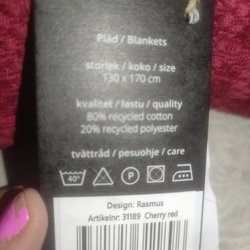 Pläd / Blankets
storlek / koko / size
130 x 170 cm
kvalitet / lastu / quality
80% recycled cotton
20% recycled polyester
tvättråd / pesuohje / care
40°
P
Design: Rasmus
Artikelnr: 31189 Cherry red